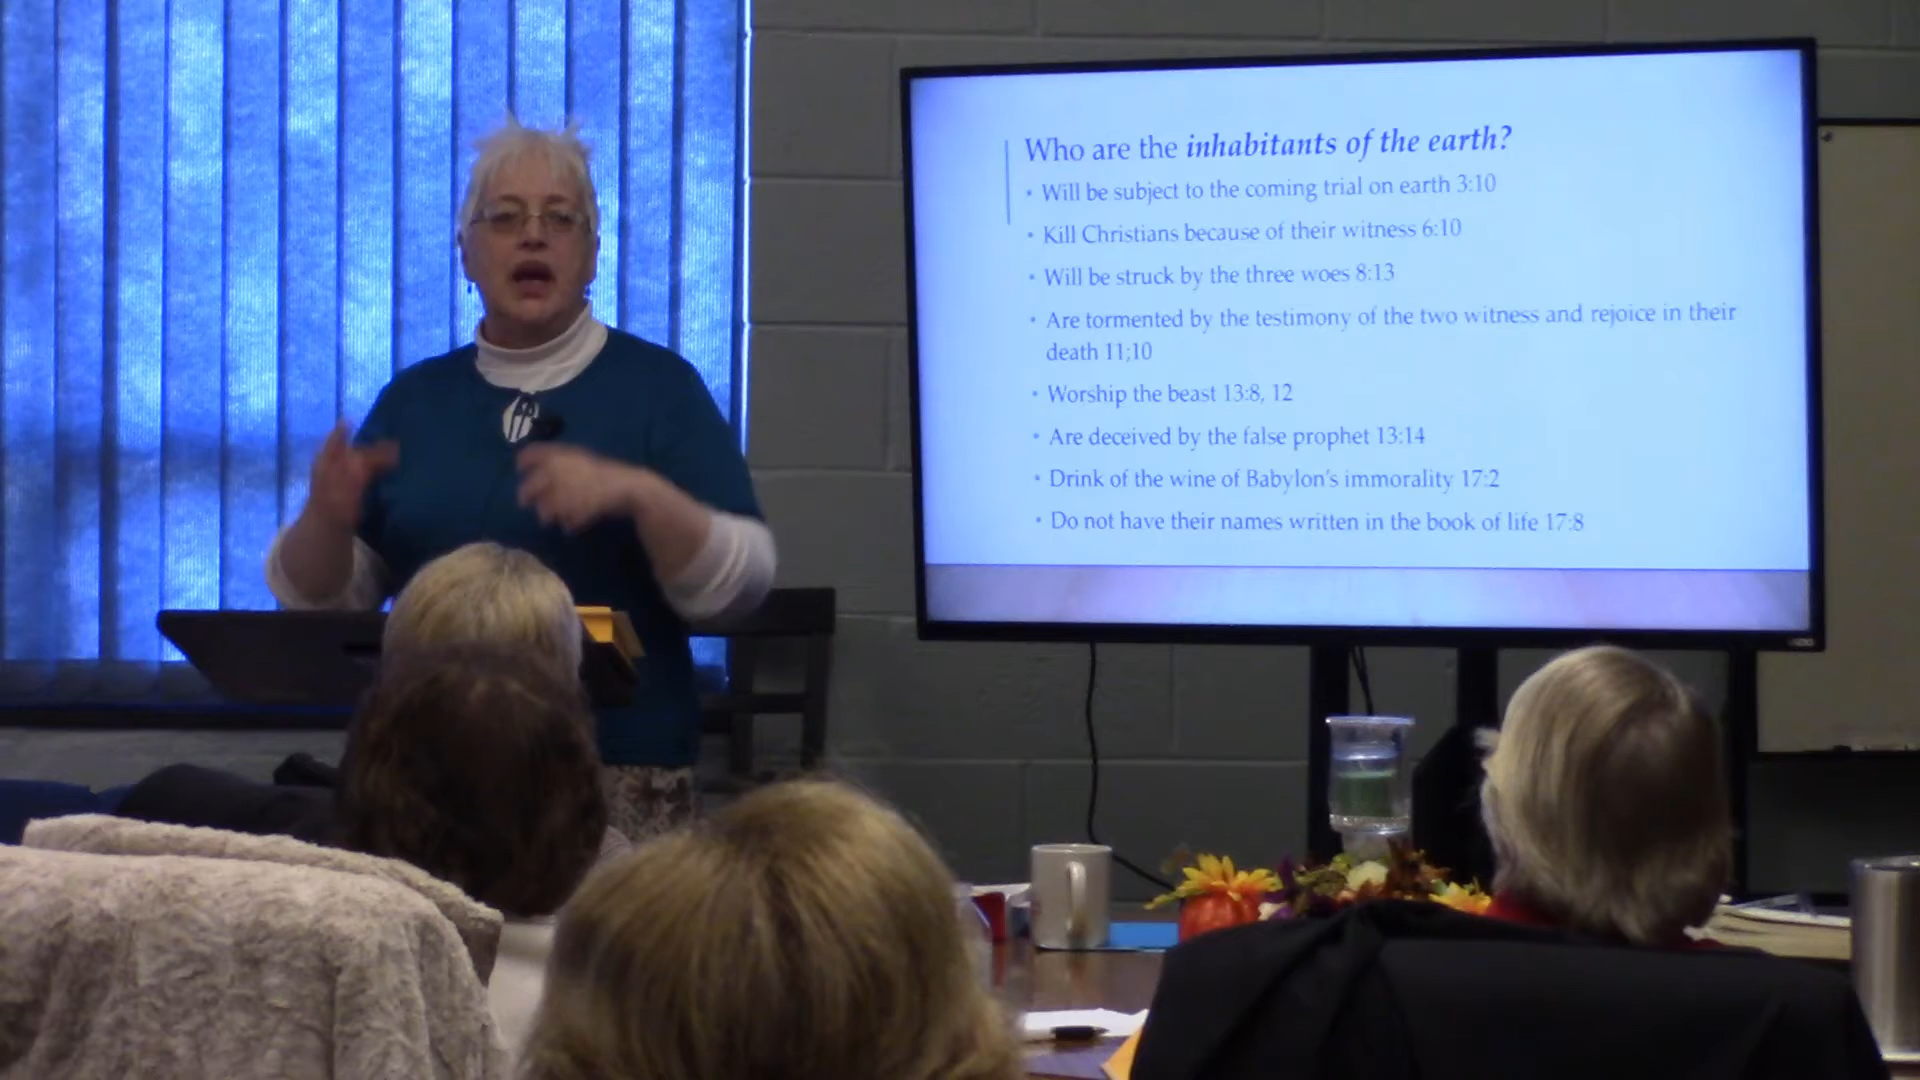 Who are the inhabitants of the earth?
• Will be subject to the coming trial on earth 3:10
• Kill Christians because of their witness 6:10
• Will be struck by the three woes 8:13
• Are tormented by the testimony of the two witness and rejoice in their
death 11;10
• Worship the beast 13:8, 12
• Are deceived by the false prophet 13:14
• Drink of the wine of Babylon's immorality 17:2
• Do not have their names written in the book of life 17:8